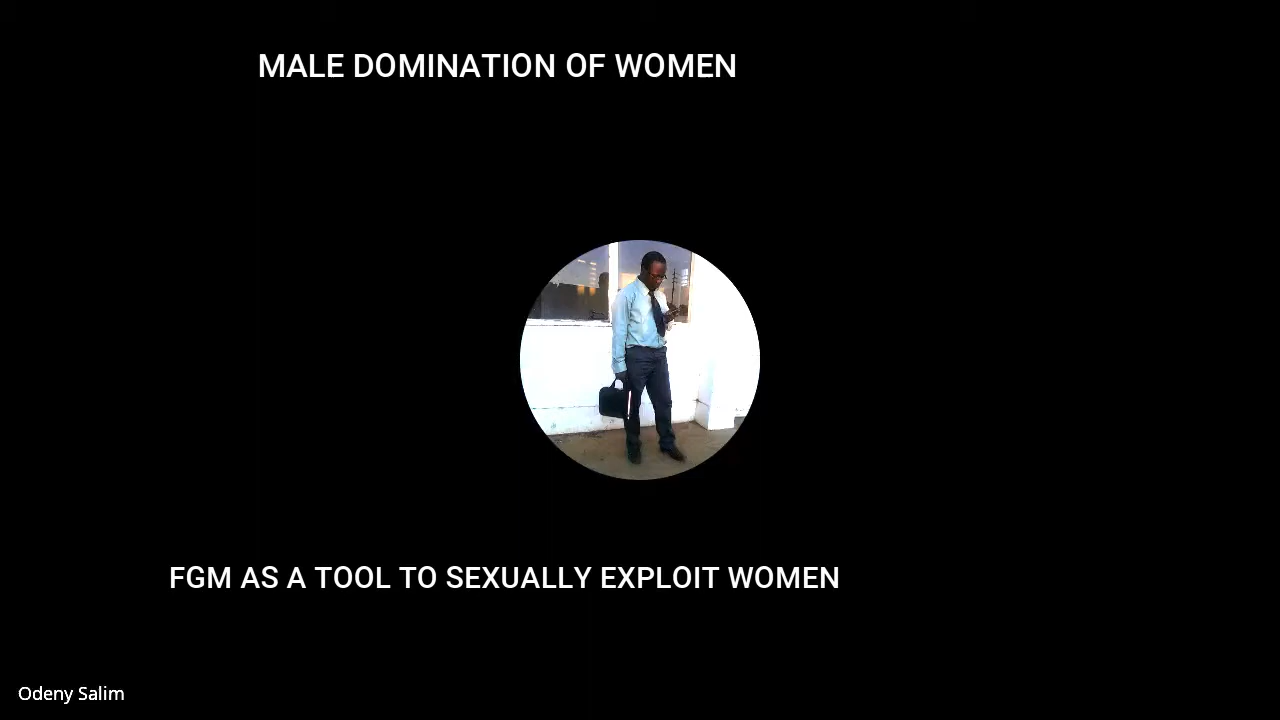 MALE DOMINATION OF WOMEN
FGM AS A TOOL TO SEXUALLY EXPLOIT WOMEN
Odeny Salim